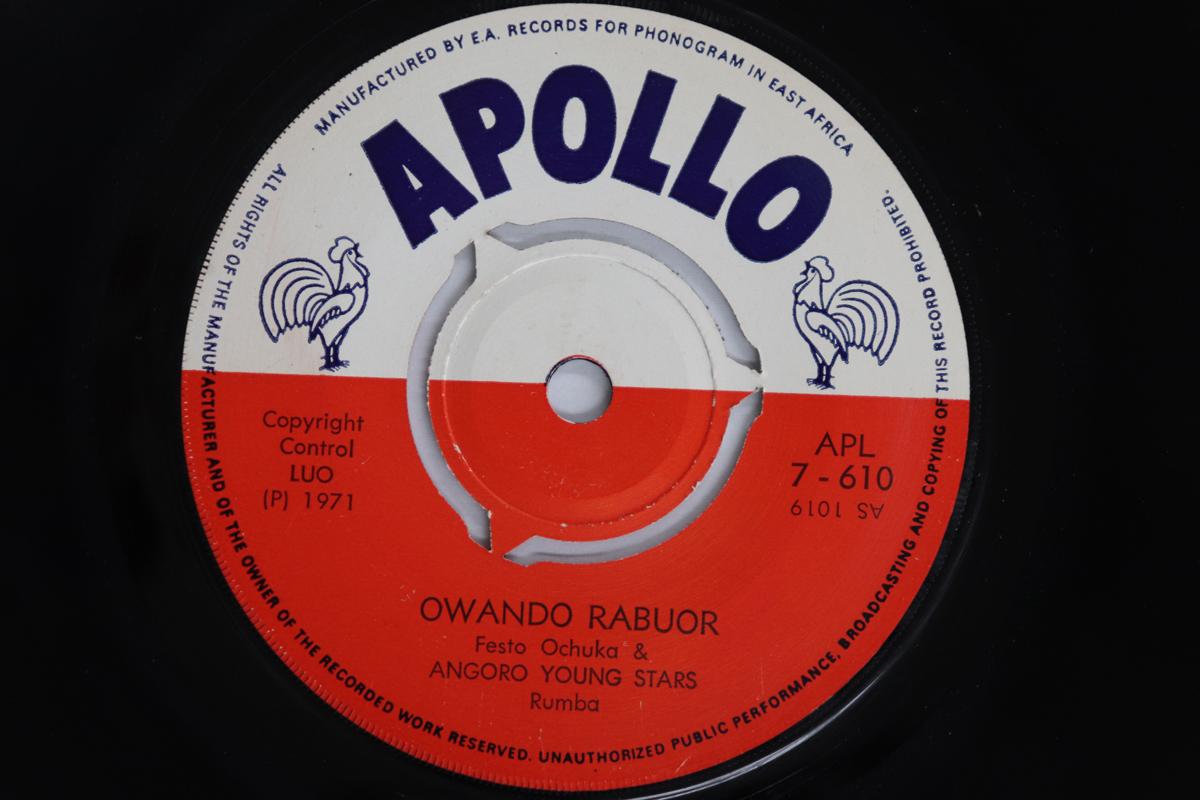 MANUFACTURED BY E.A. RECORDS FOR PHONOGRAM IN EAST AFRICA
APOLLO
Copyright
Control
LUO
(P) 1971
APL
7 - 610
AS 1019
OWANDO RABUOR
Festo Ochuka &
ANGORO YOUNG STARS
Rumba
ALL RIGHTS OF THE MANUFACTURER AND OF THE OWNER OF THE RECORDED WORK RESERVED. UNAUTHORIZED PUBLIC PERFORMANCE, BROADCASTING AND COPYING OF THIS RECORD PROHIBITED.